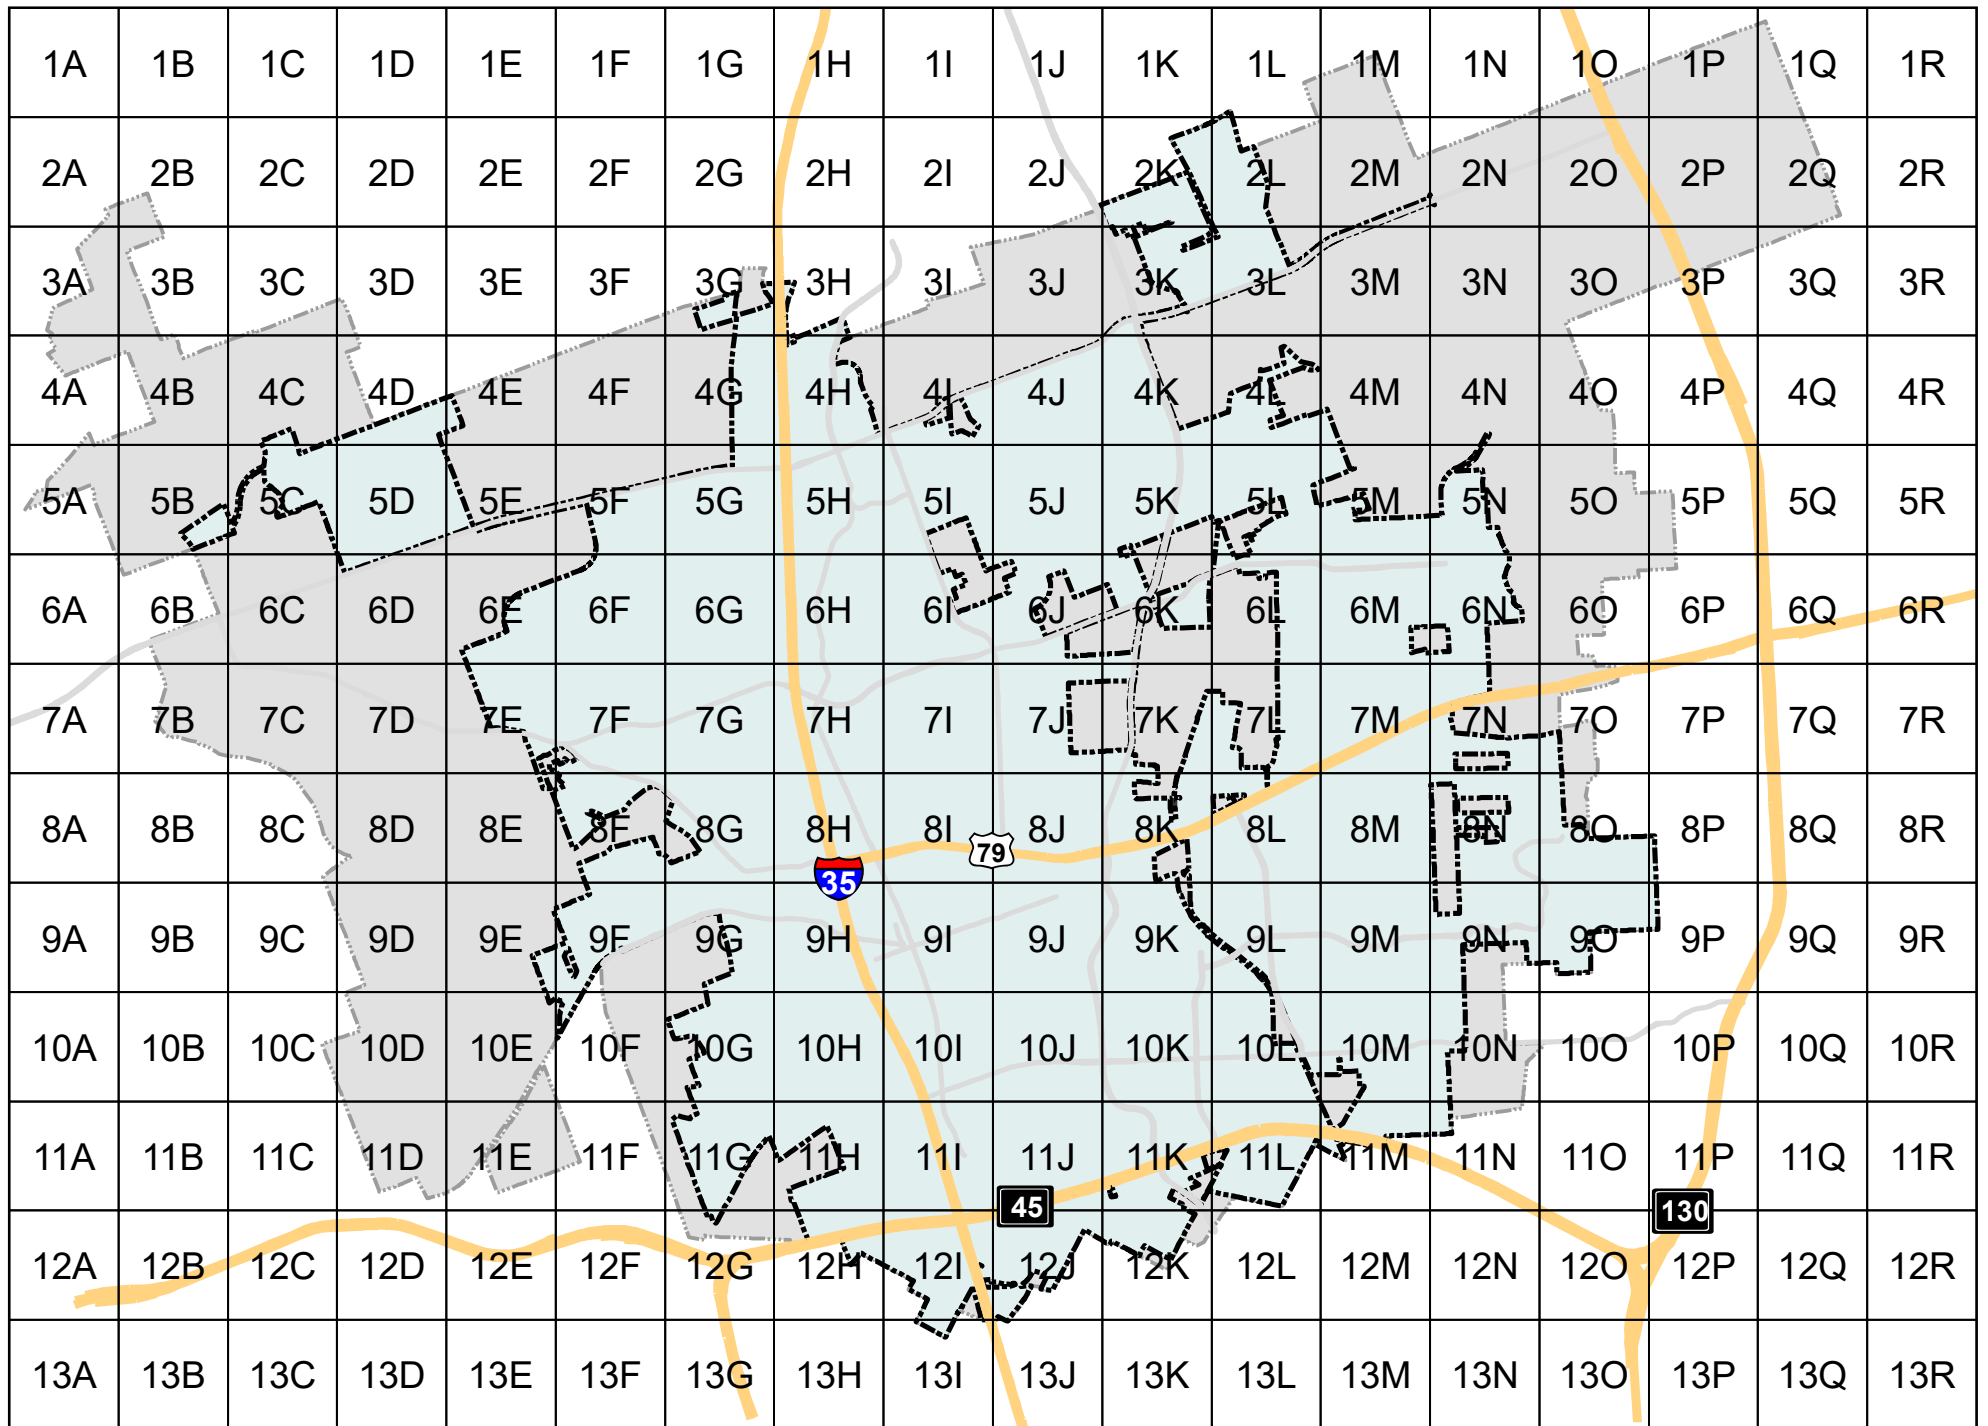 1A 1B 1C 1D 1E 1F 1G 1H 1I 1J 1K 1L 1M 1N 1O 1P 1Q 1R
2A 2B 2C 2D 2E 2F 2G 2H 2I 2J 2K 2L 2M 2N 2O 2P 2Q 2R
3A 3B 3C 3D 3E 3F 3G 3H 3I 3J 3K 3L 3M 3N 3O 3P 3Q 3R
4A 4B 4C 4D 4E 4F 4G 4H 4I 4J 4K 4L 4M 4N 4O 4P 4Q 4R
5A 5B 5C 5D 5E 5F 5G 5H 5I 5J 5K 5L 5M 5N 5O 5P 5Q 5R
6A 6B 6C 6D 6E 6F 6G 6H 6I 6J 6K 6L 6M 6N 6O 6P 6Q 6R
7A 7B 7C 7D 7E 7F 7G 7H 7I 7J 7K 7L 7M 7N 7O 7P 7Q 7R
8A 8B 8C 8D 8E 8F 8G 8H 8I 8J 8K 8L 8M 8N 8O 8P 8Q 8R
79
35
9A 9B 9C 9D 9E 9F 9G 9H 9I 9J 9K 9L 9M 9N 9O 9P 9Q 9R
10A 10B 10C 10D 10E 10F 10G 10H 10I 10J 10K 10L 10M 10N 10O 10P 10Q 10R
11A 11B 11C 11D 11E 11F 11G 11H 11I 11J 11K 11L 11M 11N 11O 11P 11Q 11R
45 130
12A 12B 12C 12D 12E 12F 12G 12H 12I 12J 12K 12L 12M 12N 12O 12P 12Q 12R
13A 13B 13C 13D 13E 13F 13G 13H 13I 13J 13K 13L 13M 13N 13O 13P 13Q 13R